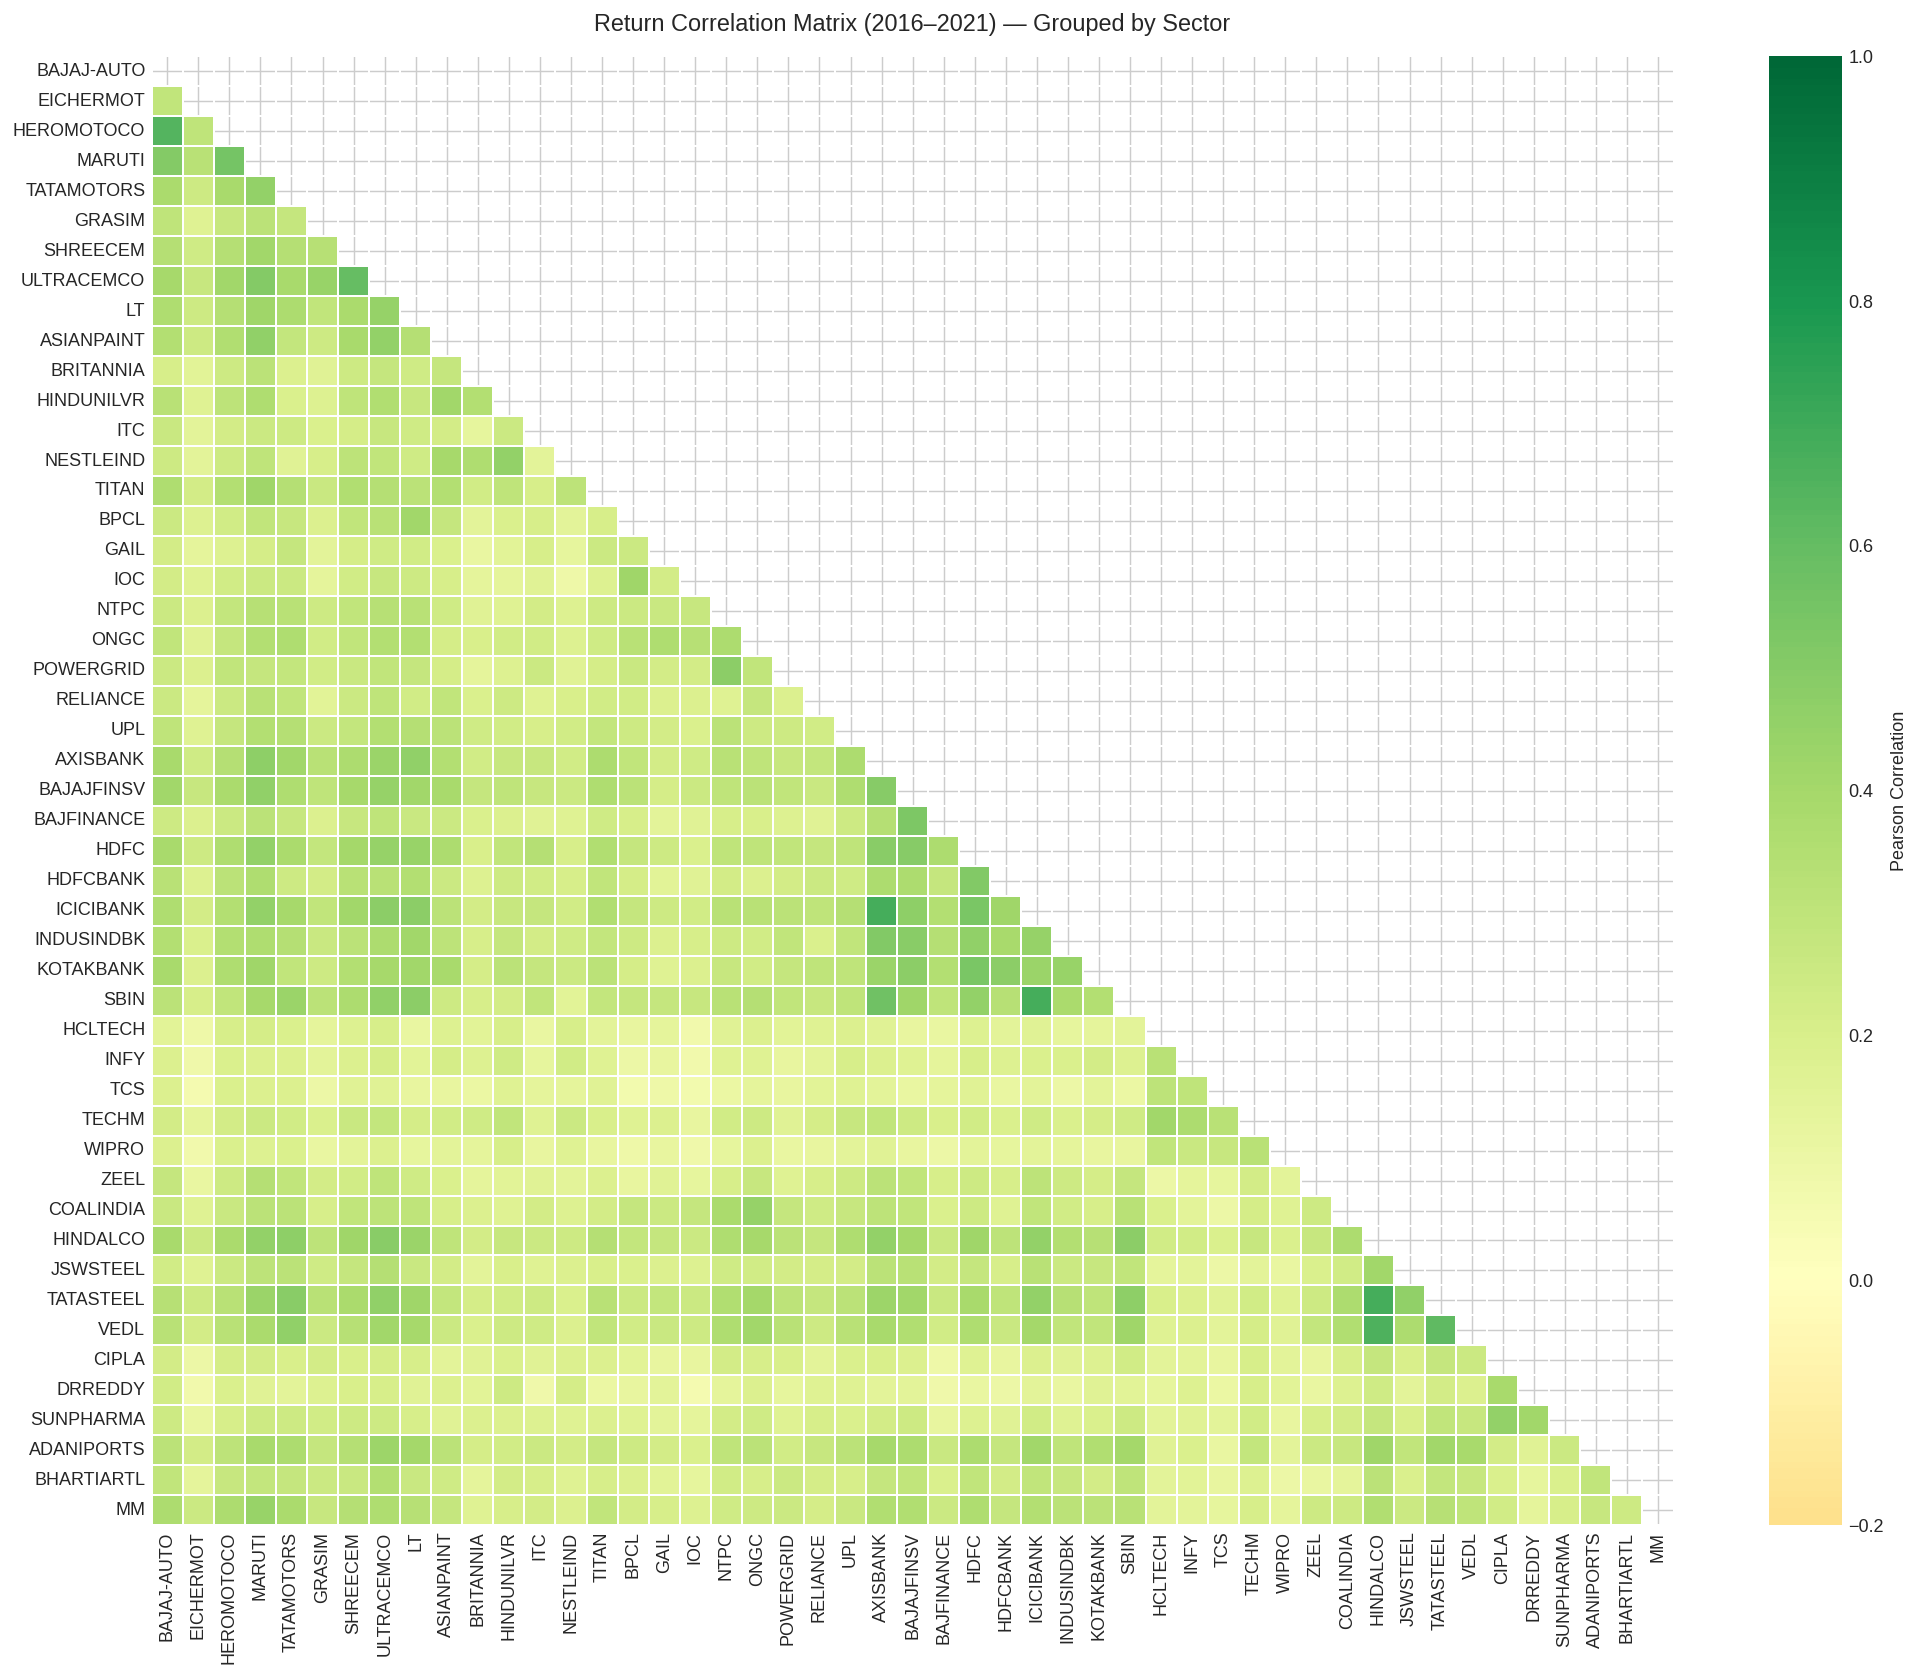 Return Correlation Matrix (2016–2021) — Grouped by Sector
BAJAJ-AUTO
EICHERMOT
HEROMOTOCO
MARUTI
TATAMOTORS
GRASIM
SHREECEM
ULTRACEMCO
LT
ASIANPAINT
BRITANNIA
HINDUNILVR
ITC
NESTLEIND
TITAN
BPCL
GAIL
IOC
NTPC
ONGC
POWERGRID
RELIANCE
UPL
AXISBANK
BAJAJFINSV
BAJFINANCE
HDFC
HDFCBANK
ICICIBANK
INDUSINDBK
KOTAKBANK
SBIN
HCLTECH
INFY
TCS
TECHM
WIPRO
ZEEL
COALINDIA
HINDALCO
JSWSTEEL
TATASTEEL
VEDL
CIPLA
DRREDDY
SUNPHARMA
ADANIPORTS
BHARTIARTL
MM
BAJAJ-AUTO
EICHERMOT
HEROMOTOCO
MARUTI
TATAMOTORS
GRASIM
SHREECEM
ULTRACEMCO
LT
ASIANPAINT
BRITANNIA
HINDUNILVR
ITC
NESTLEIND
TITAN
BPCL
GAIL
IOC
NTPC
ONGC
POWERGRID
RELIANCE
UPL
AXISBANK
BAJAJFINSV
BAJFINANCE
HDFC
HDFCBANK
ICICIBANK
INDUSINDBK
KOTAKBANK
SBIN
HCLTECH
INFY
TCS
TECHM
WIPRO
ZEEL
COALINDIA
HINDALCO
JSWSTEEL
TATASTEEL
VEDL
CIPLA
DRREDDY
SUNPHARMA
ADANIPORTS
BHARTIARTL
MM
1.0
0.8
0.6
0.4
0.2
0.0
−0.2
Pearson Correlation